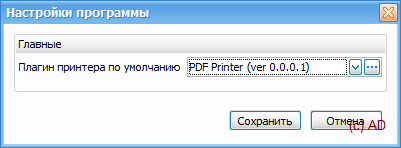 Настройки программы
Главные
Плагин принтера по умолчанию PDF Printer (ver 0.0.0.1)
Сохранить Отмена
(c) AD